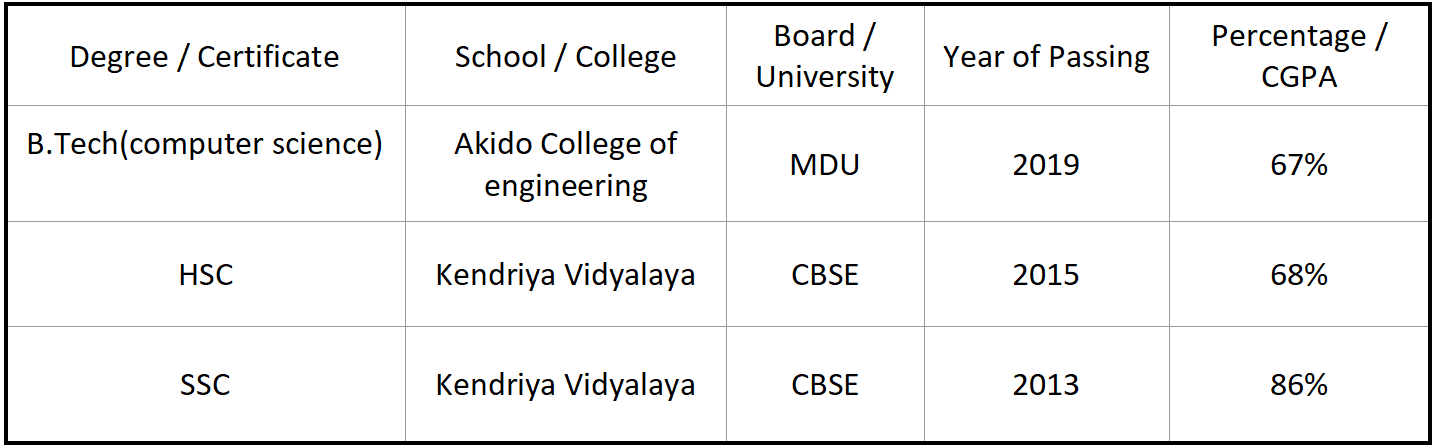 Degree / Certificate
School / College
Board /
University
Year of Passing
Percentage /
CGPA
B.Tech(computer science)
Akido College of
engineering
MDU
2019
67%
HSC
Kendriya Vidyalaya
CBSE
2015
68%
SSC
Kendriya Vidyalaya
CBSE
2013
86%